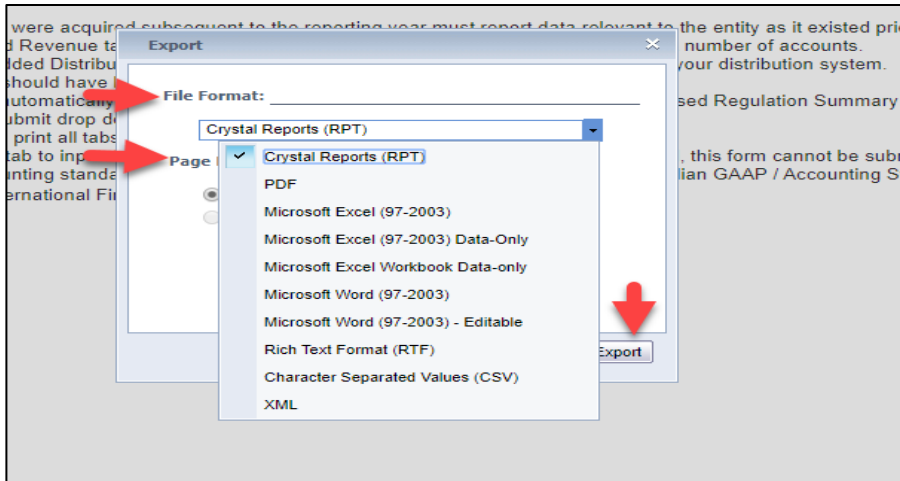 were acquired subsequent to the reporting year must report data relevant to the entity as it existed
Revenue
number of accounts.
Distribu
your distribution system.
should have
automatically
sed Regulation Summary
ubmit drop
print all tabs
tab to inp
, this form cannot be sub
unting standa
lian GAAP / Accounting S
ernational Fi
Export
File Format:
Crystal Reports (RPT)
Page
Crystal Reports (RPT)
PDF
Microsoft Excel (97-2003)
Microsoft Excel (97-2003) Data-Only
Microsoft Excel Workbook Data-only
Microsoft Word (97-2003)
Microsoft Word (97-2003) - Editable
Rich Text Format (RTF)
Character Separated Values (CSV)
XML
Export